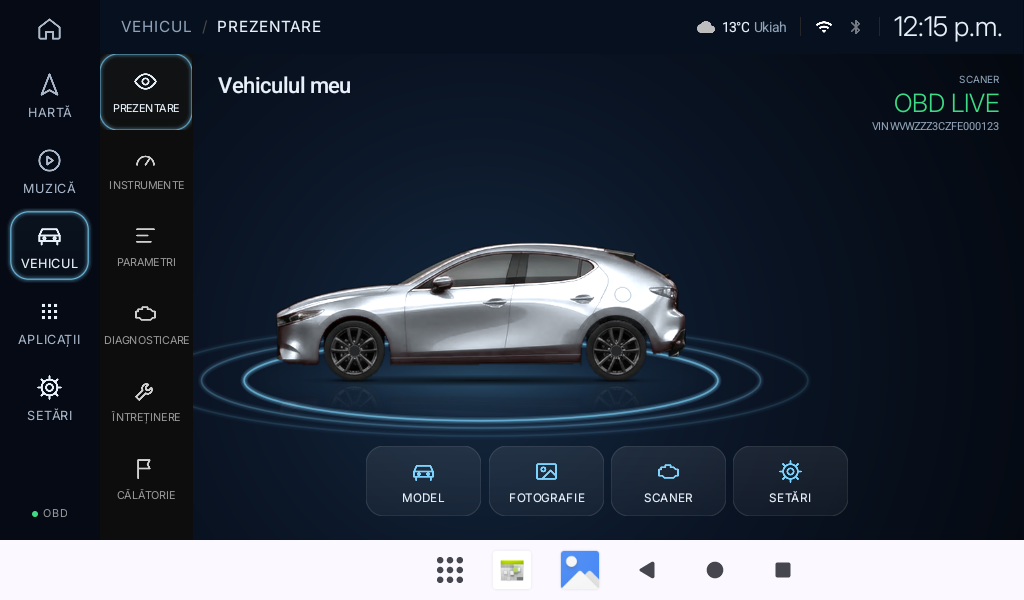 VEHICUL / PREZENTARE
13°C Ukiah
12:15 p.m.
HARTĂ
MUZICĂ
VEHICUL
APLICAȚII
SETĂRI
OBD
PREZENTARE
INSTRUMENTE
PARAMETRI
DIAGNOSTICARE
ÎNTREȚINERE
CĂLĂTORIE
Vehiculul meu
SCANER
OBD LIVE
VIN WVWZZZ3CZFE000123
MODEL
FOTOGRAFIE
SCANER
SETĂRI